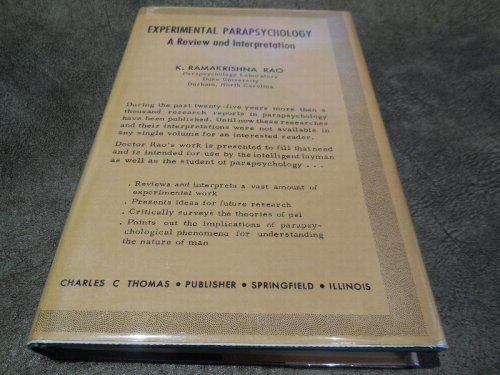 EXPERIMENTAL PARAPSYCHOLOGY
A Review and Interpretation
K. RAMAKRISHNA RAO
Parapsychology Laboratory
Duke University
Durham, North Carolina
During the past twenty-five years more than a
thousand research reports in parapsychology
have been published. Until now these researches
and their interpretations were not available in
any single volume for an interested reader.
Doctor Rao's work is presented to fill that need
and is intended for use by the intelligent layman
as well as the student of parapsychology . . .
. Reviews and interprets a vast amount of
experimental work
. Presents ideas for future research
. Critically surveys the theories of psi
. Points out the implications of parapsy-
chological phenomena for understanding
the nature of man
CHARLES C THOMAS • PUBLISHER • SPRINGFIELD • ILLINOIS